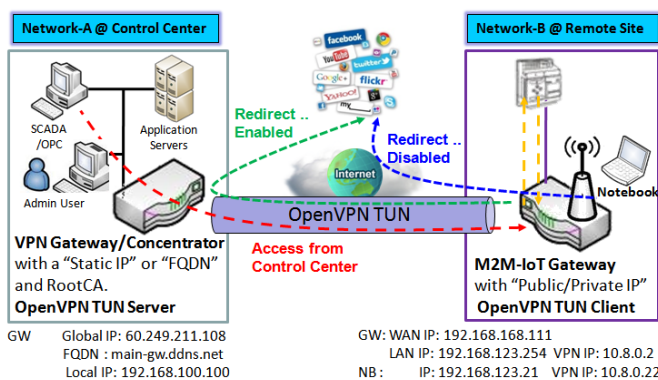 Network-A @ Control Center
Network-B @ Remote Site
facebook
YouTube
twitter
Google+
flickr
YAHOO!
my
SCADA
/OPC
Application
Servers
Admin User
Redirect ..
Enabled
Redirect ..
Disabled
Internet
Notebook
OpenVPN TUN
Access from
Control Center
VPN Gateway/Concentrator
with a “Static IP” or “FQDN”
and RootCA.
OpenVPN TUN Server
M2M-IoT Gateway
with “Public/Private IP”
OpenVPN TUN Client
GW Global IP: 60.249.211.108
FQDN : main-gw.ddns.net
Local IP: 192.168.100.100
GW: WAN IP: 192.168.168.111
LAN IP: 192.168.123.254 VPN IP: 10.8.0.2
NB : IP: 192.168.123.21 VPN IP: 10.8.0.22